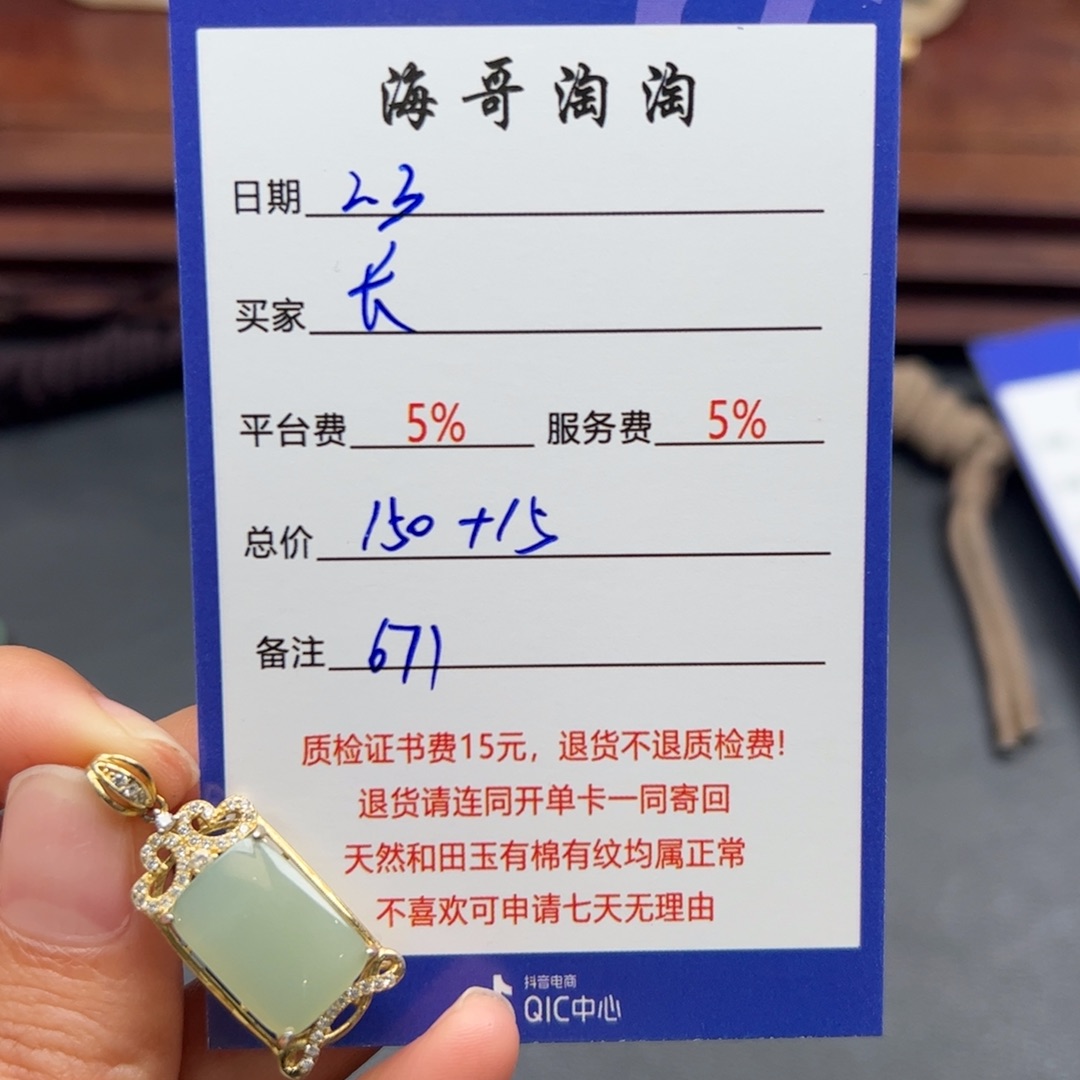 海哥淘淘
日期 23
买家 长
平台费 5% 服务费 5%
总价 150+15
备注 671
质检证书费15元，退货不退质检费!
退货请连同开单卡一同寄回
天然和田玉有棉有纹均属正常
不喜欢可申请七天无理由
抖音电商
QIC中心